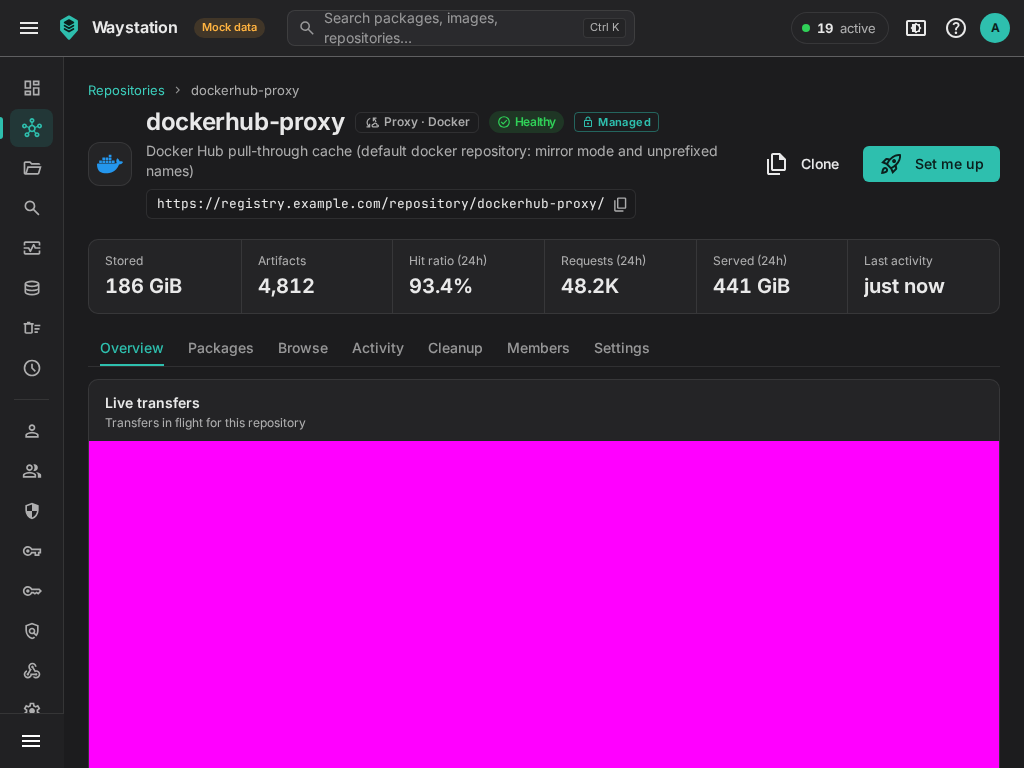 Waystation
Mock data
Search packages, images, repositories...
Ctrl K
19 active
A
Repositories > dockerhub-proxy
dockerhub-proxy
Proxy · Docker
Healthy
Managed
Docker Hub pull-through cache (default docker repository: mirror mode and unprefixed
names)
https://registry.example.com/repository/dockerhub-proxy/
Clone
Set me up
Stored
186 GiB
Artifacts
4,812
Hit ratio (24h)
93.4%
Requests (24h)
48.2K
Served (24h)
441 GiB
Last activity
just now
Overview
Packages
Browse
Activity
Cleanup
Members
Settings
Live transfers
Transfers in flight for this repository